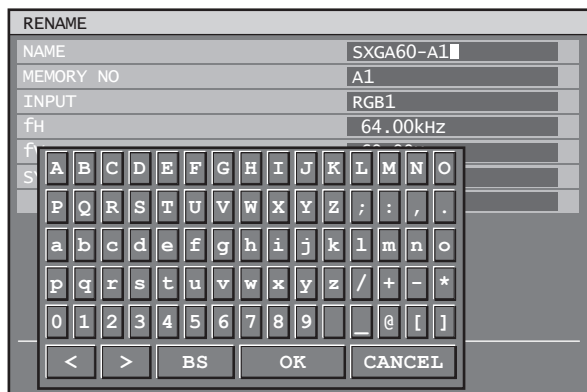 RENAME
NAME SXGA60-A1
MEMORY NO A1
INPUT RGB1
fH 64.00kHz
A B C D E F G H I J K L M N O
P Q R S T U V W X Y Z ; : , .
a b c d e f g h i j k l m n o
p q r s t u v w x y z / + - *
0 1 2 3 4 5 6 7 8 9 _ @ [ ]
< > BS OK CANCEL